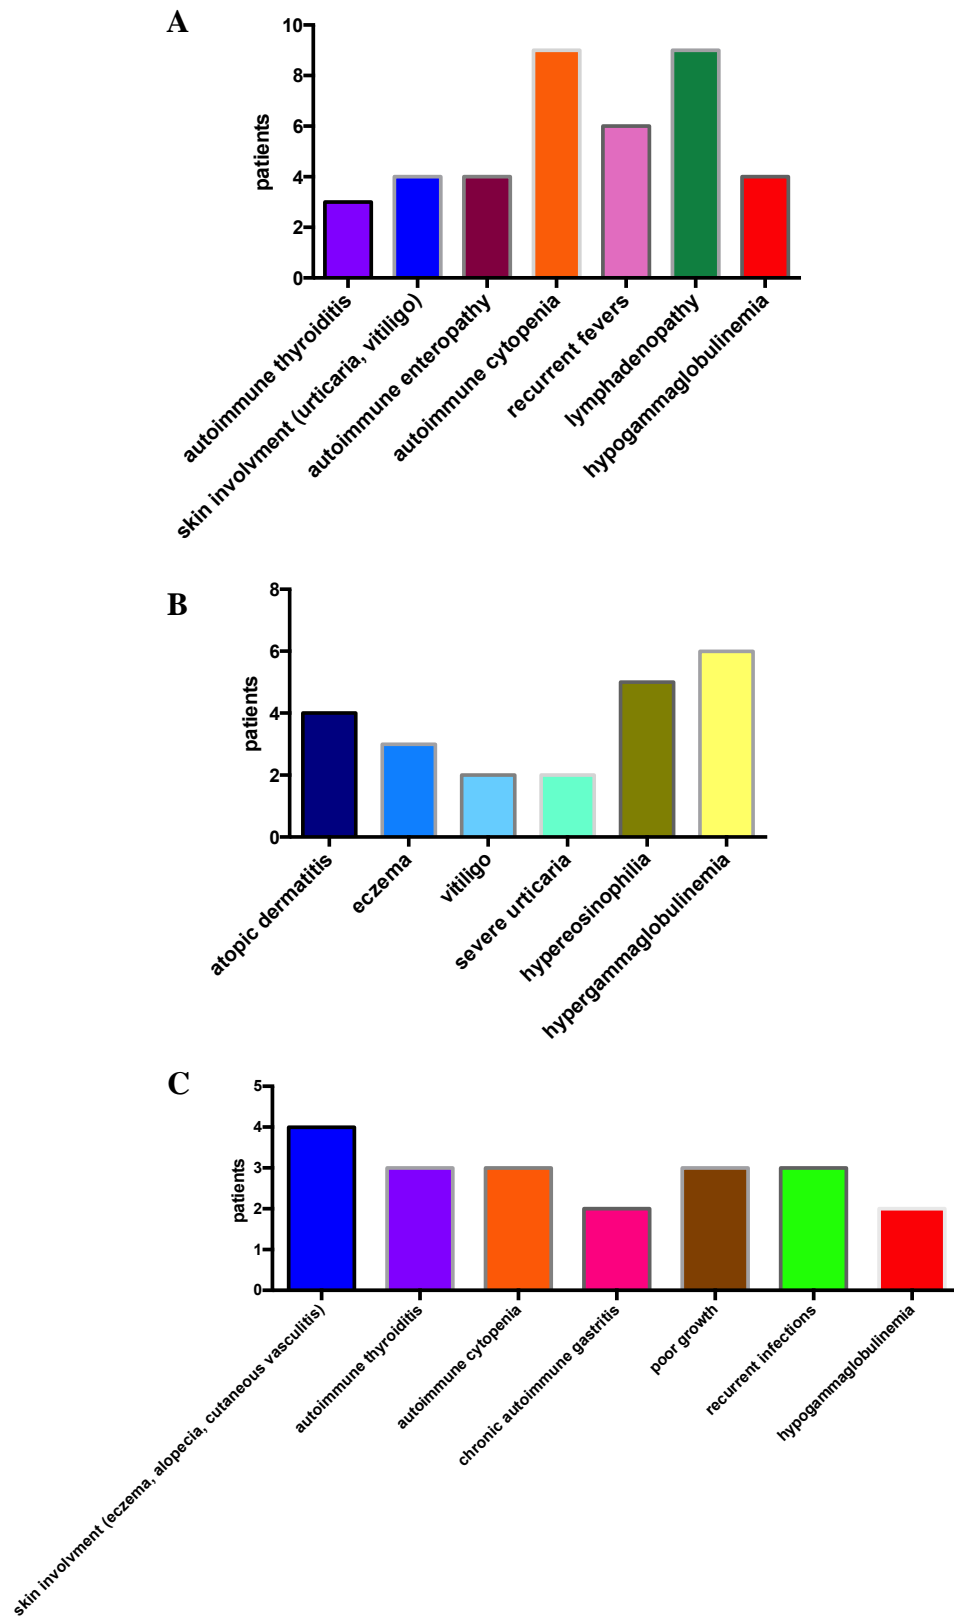 A
10
8
6
4
2
0
patients
autoimmune thyroiditis
skin involvment (urticaria, vitiligo)
autoimmune enteropathy
autoimmune cytopenia
recurrent fevers
lymphadenopathy
hypogammaglobulinemia
B
8
6
4
2
0
patients
atopic dermatitis
eczema
vitiligo
severe urticaria
hypereosinophilia
hypergammaglobulinemia
C
5
4
3
2
1
0
patients
skin involvment (eczema, alopecia, cutaneous vasculitis)
autoimmune thyroiditis
autoimmune cytopenia
chronic autoimmune gastritis
poor growth
recurrent infections
hypogammaglobulinemia